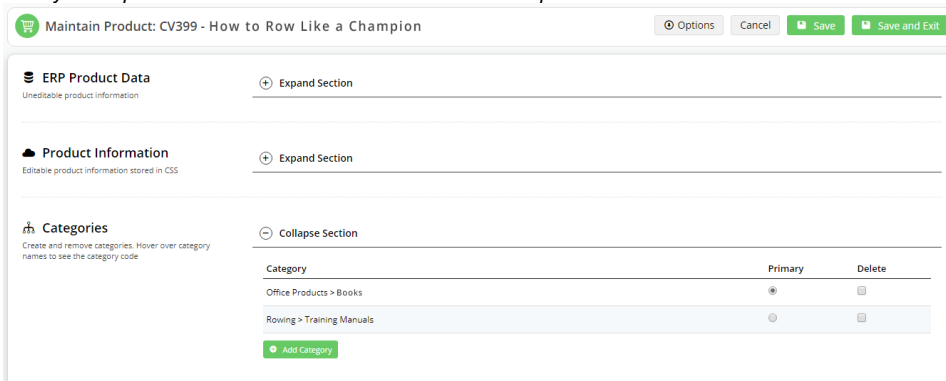 Maintain Product: CV399 - How to Row Like a Champion
Options
Cancel
Save
Save and Exit
ERP Product Data
Uneditable product information
Expand Section
Product Information
Editable product information stored in CSS
Expand Section
Categories
Create and remove categories. Hover over category
names to see the category code
Collapse Section
Category Primary Delete
Office Products > Books
Rowing > Training Manuals
Add Category